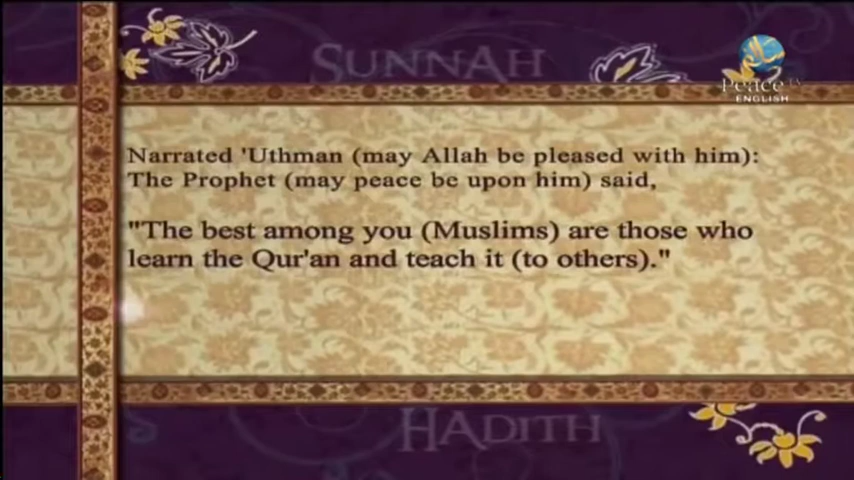 SUNNAH
Peace TV
ENGLISH
Narrated 'Uthman (may Allah be pleased with him):
The Prophet (may peace be upon him) said,
"The best among you (Muslims) are those who
learn the Qur'an and teach it (to others)."
HADITH